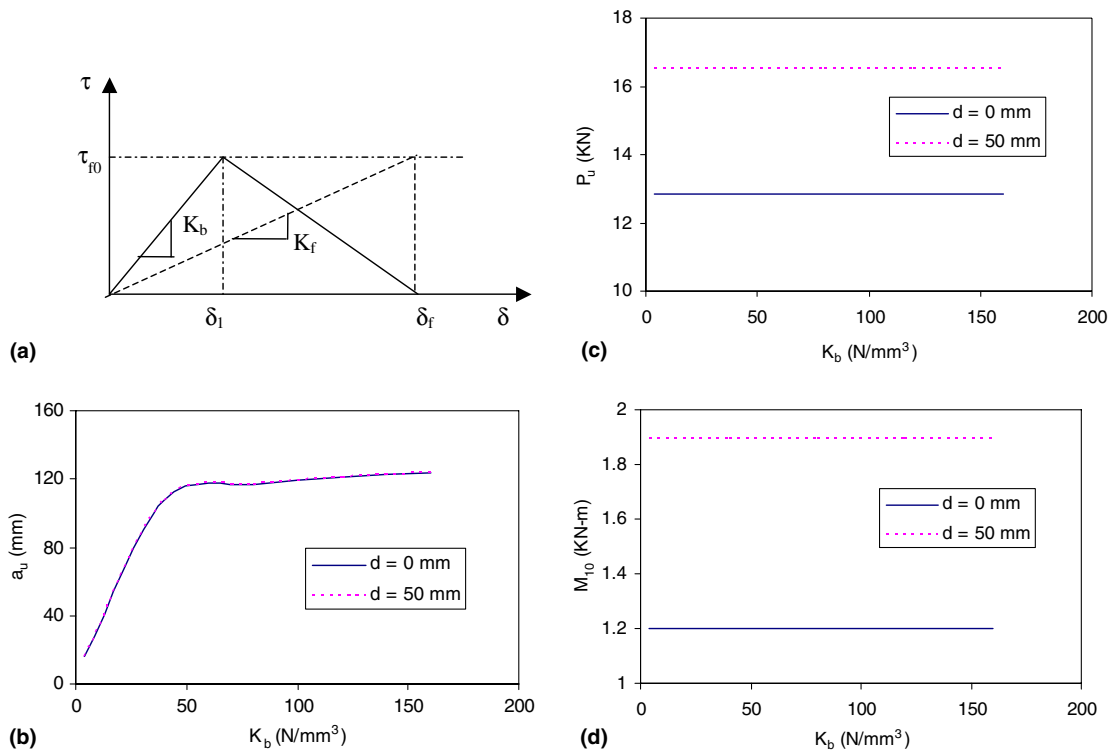 τ
τf0
Kb
Kf
δ1
δf
δ
(a)
18
16
14
12
10
Pu (KN)
d = 0 mm
d = 50 mm
0
50
100
150
200
Kb (N/mm³)
(c)
160
120
80
40
0
au (mm)
d = 0 mm
d = 50 mm
0
50
100
150
200
Kb (N/mm³)
(b)
2
1.8
1.6
1.4
1.2
1
M10 (KN-m)
d = 0 mm
d = 50 mm
0
50
100
150
200
Kb (N/mm³)
(d)